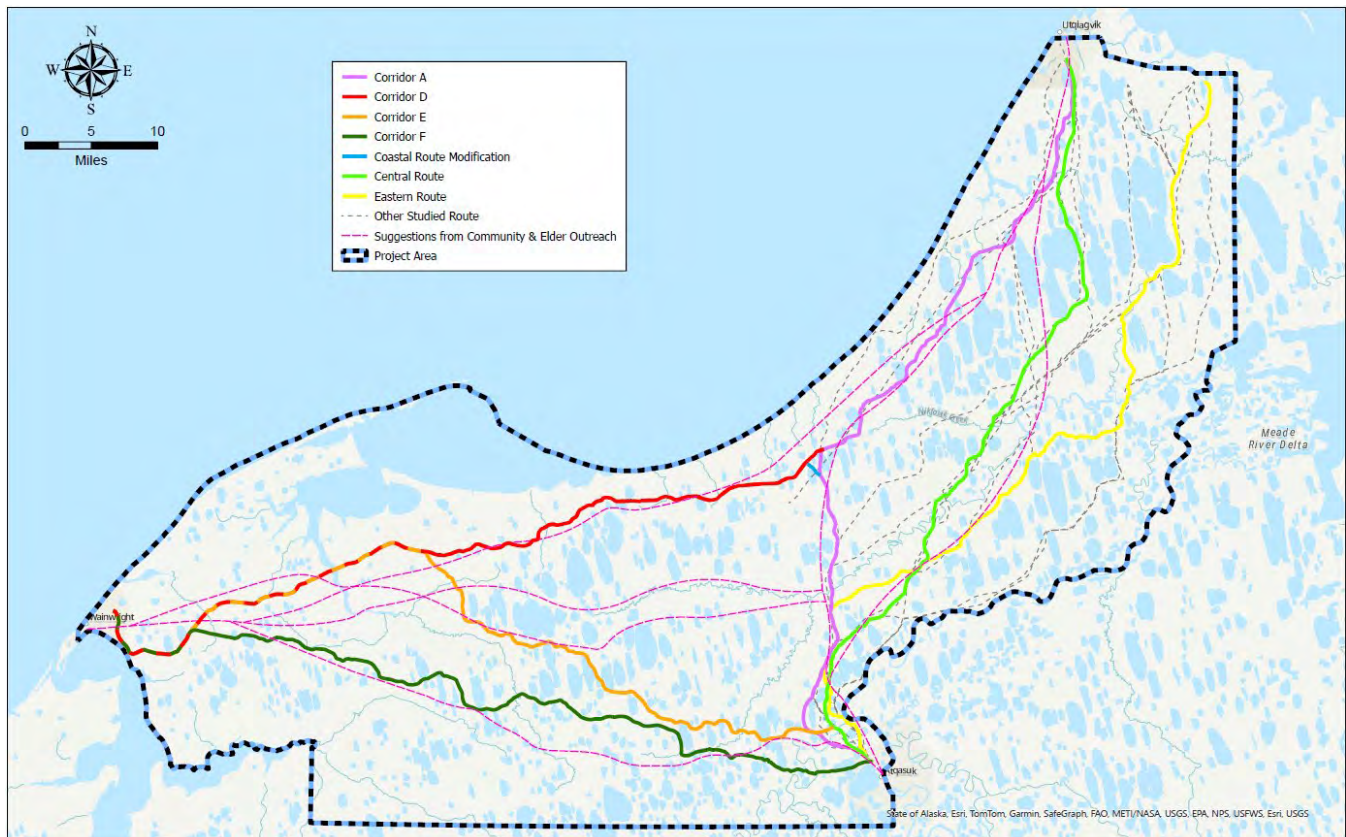 Utqiagvik
N
W E
S
0 5 10
Miles
Corridor A
Corridor D
Corridor E
Corridor F
Coastal Route Modification
Central Route
Eastern Route
Other Studied Route
Suggestions from Community & Elder Outreach
Project Area
Creek
Meade
River Delta
Wainwright
Atqasuk
State of Alaska, Esri, TomTom, Garmin, SafeGraph, FAO, METI/NASA, USGS, EPA, NPS, USFWS, Esri, USGS